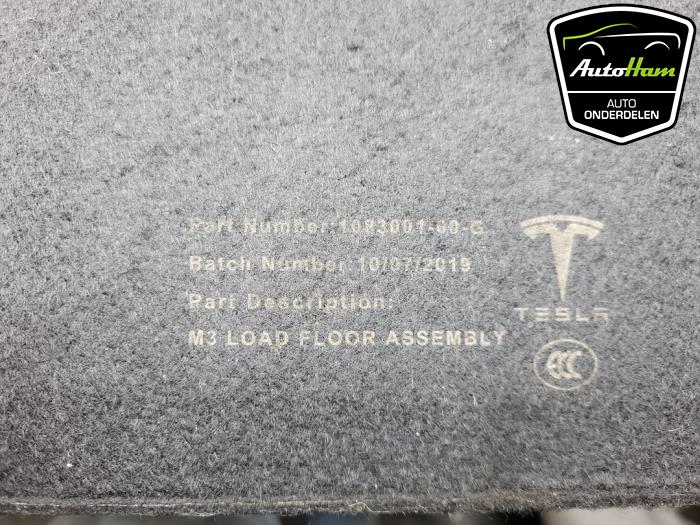 AutoHam
AUTO
ONDERDELEN
Part Number:1083001-00-G
Batch Number 10/07/2019
Part Description:
M3 LOAD FLOOR ASSEMBLY
TESLA
CCC